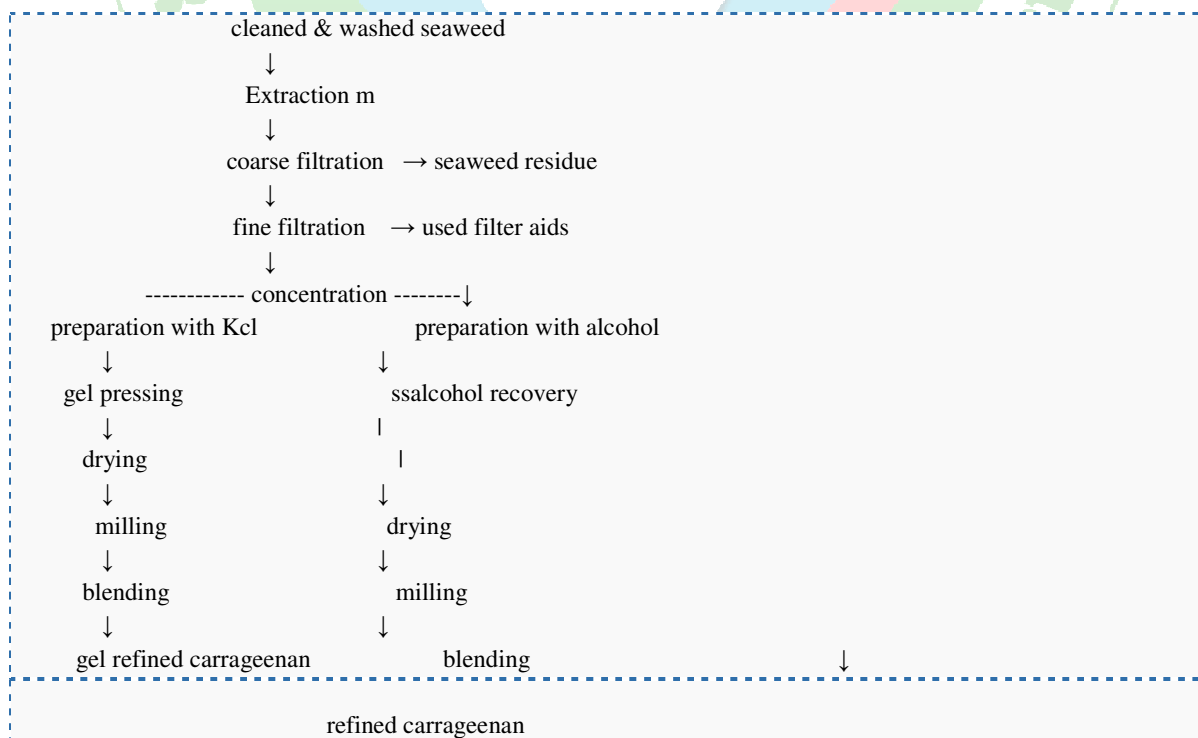 cleaned & washed seaweed
↓
Extraction m
↓
coarse filtration → seaweed residue
↓
fine filtration → used filter aids
↓
------------ concentration --------↓
preparation with Kcl preparation with alcohol
↓ ↓
gel pressing ssalcohol recovery
↓ |
drying |
↓ ↓
milling drying
↓ ↓
blending milling
↓ ↓
gel refined carrageenan blending ↓
refined carrageenan